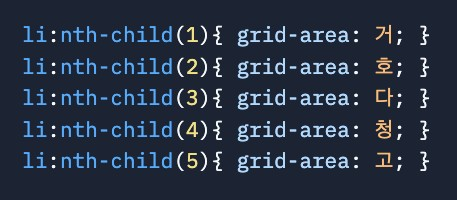 li:nth-child(1){ grid-area: 거; }
li:nth-child(2){ grid-area: 호; }
li:nth-child(3){ grid-area: 다; }
li:nth-child(4){ grid-area: 청; }
li:nth-child(5){ grid-area: 고; }